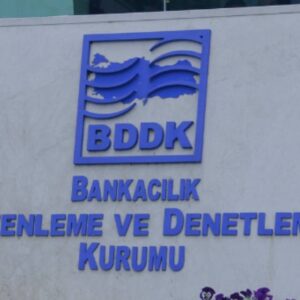 BDDK
BANKACILIK
ENLEME VE DENETLE
KURUMU